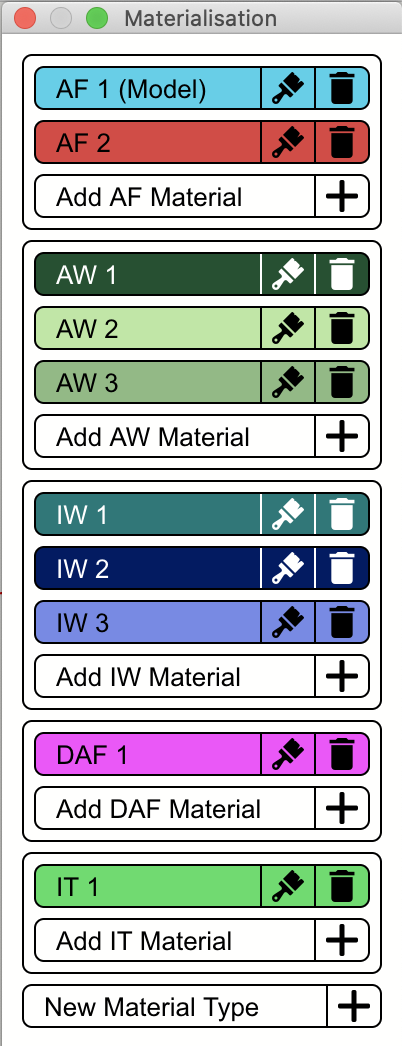 Materialisation
AF 1 (Model)
AF 2
Add AF Material
AW 1
AW 2
AW 3
Add AW Material
IW 1
IW 2
IW 3
Add IW Material
DAF 1
Add DAF Material
IT 1
Add IT Material
New Material Type